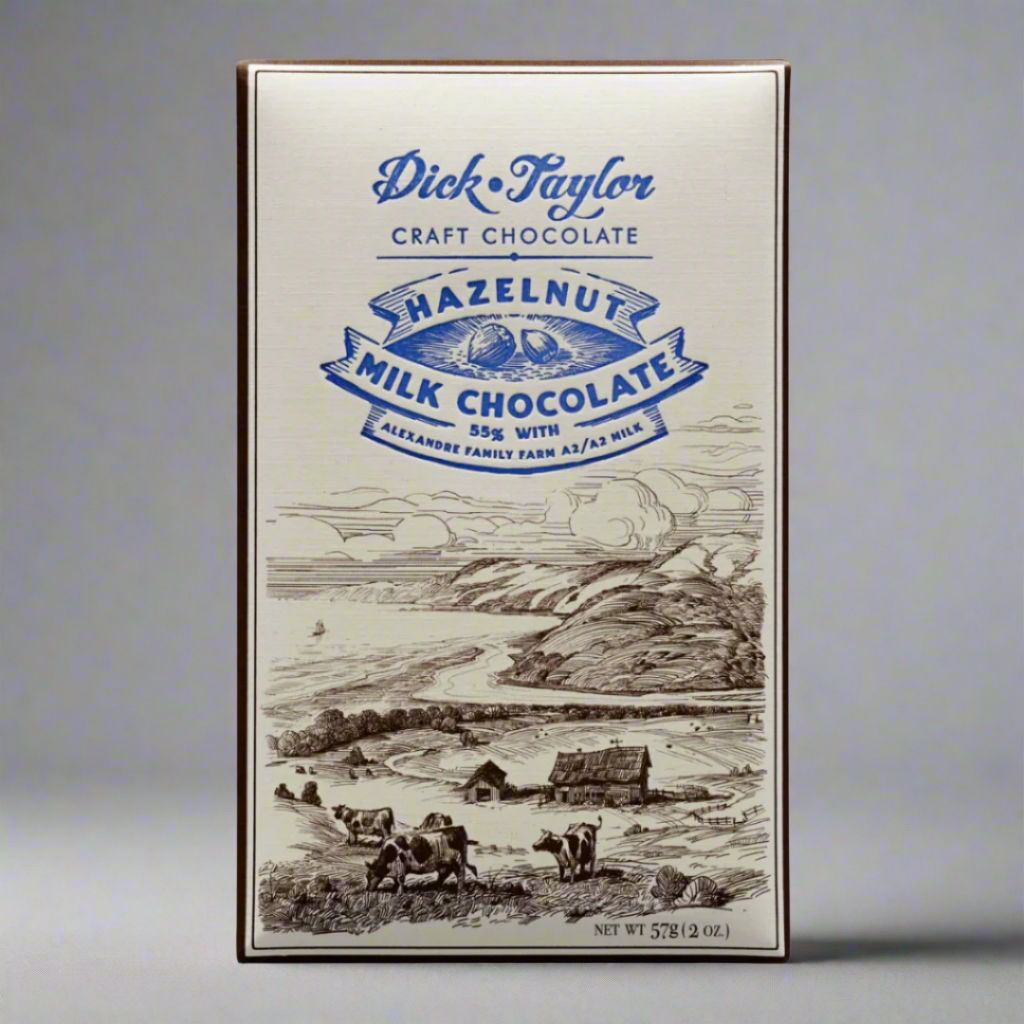 Dick • Taylor
CRAFT CHOCOLATE
HAZELNUT
MILK CHOCOLATE
55% WITH
ALEXANDRE FAMILY FARM A2/A2 MILK
NET WT 57g (2 OZ.)